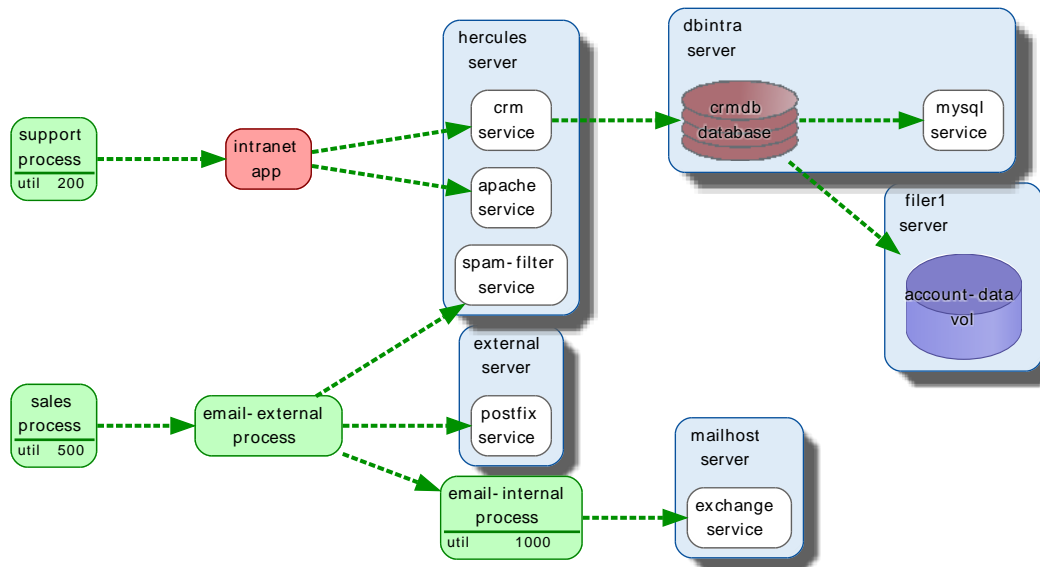 hercules
server
crm
service
apache
service
spam-filter
service
dbintra
server
crmdb
database
mysql
service
support
process
util 200
intranet
app
filer1
server
account-data
vol
external
server
postfix
service
sales
process
util 500
email-external
process
mailhost
server
exchange
service
email-internal
process
util 1000